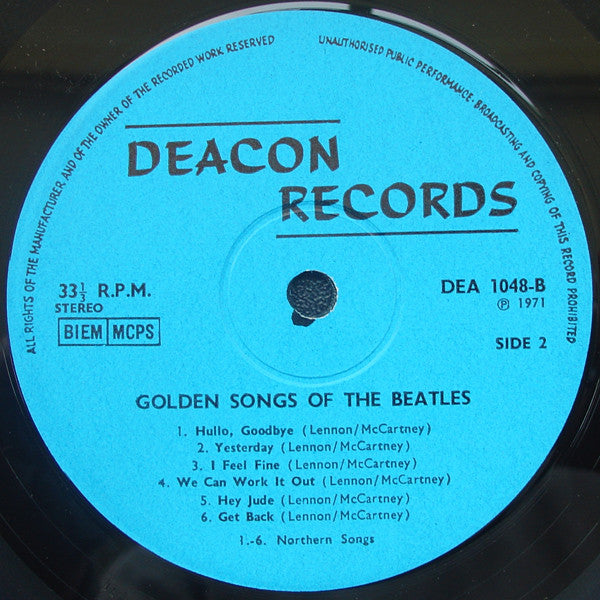 ALL RIGHTS OF THE MANUFACTURER AND OF THE OWNER OF THE RECORDED WORK RESERVED
UNAUTHORISED PUBLIC PERFORMANCE · BROADCASTING AND COPYING OF THIS RECORD PROHIBITED
DEACON
RECORDS
33⅓ R.P.M.
STEREO
BIEM MCPS
DEA 1048-B
℗ 1971
SIDE 2
GOLDEN SONGS OF THE BEATLES
1. Hullo, Goodbye (Lennon/McCartney)
2. Yesterday (Lennon/McCartney)
3. I Feel Fine (Lennon/McCartney)
4. We Can Work It Out (Lennon/McCartney)
5. Hey Jude (Lennon/McCartney)
6. Get Back (Lennon/McCartney)
1.-6. Northern Songs